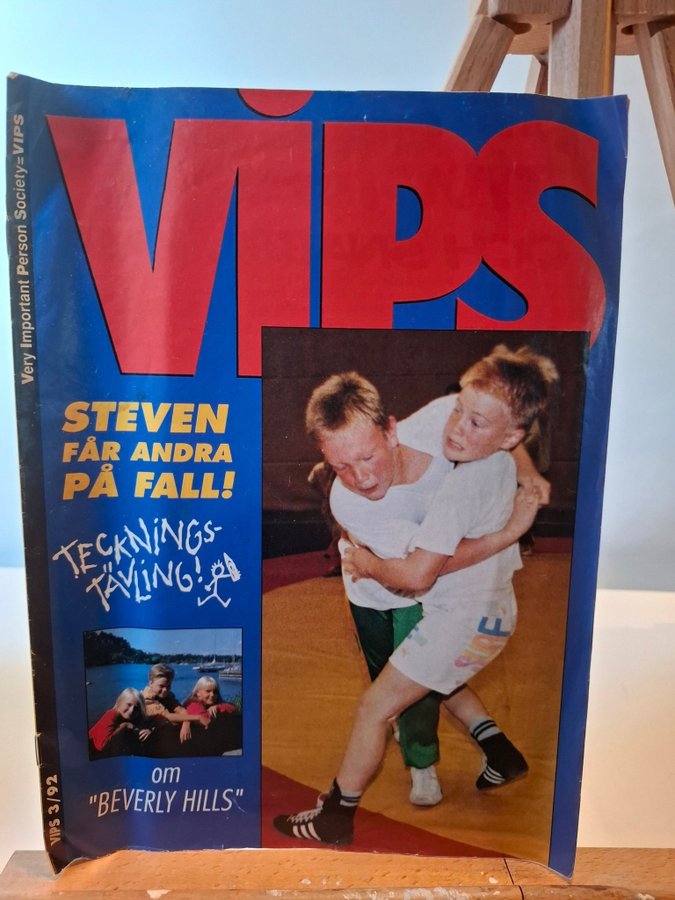 Very Important Person Society=VIPS
ViPS
STEVEN
FÅR ANDRA
PÅ FALL!
TECKNINGS-
TÄVLING!
om
"BEVERLY HILLS"
VIPS 3/92